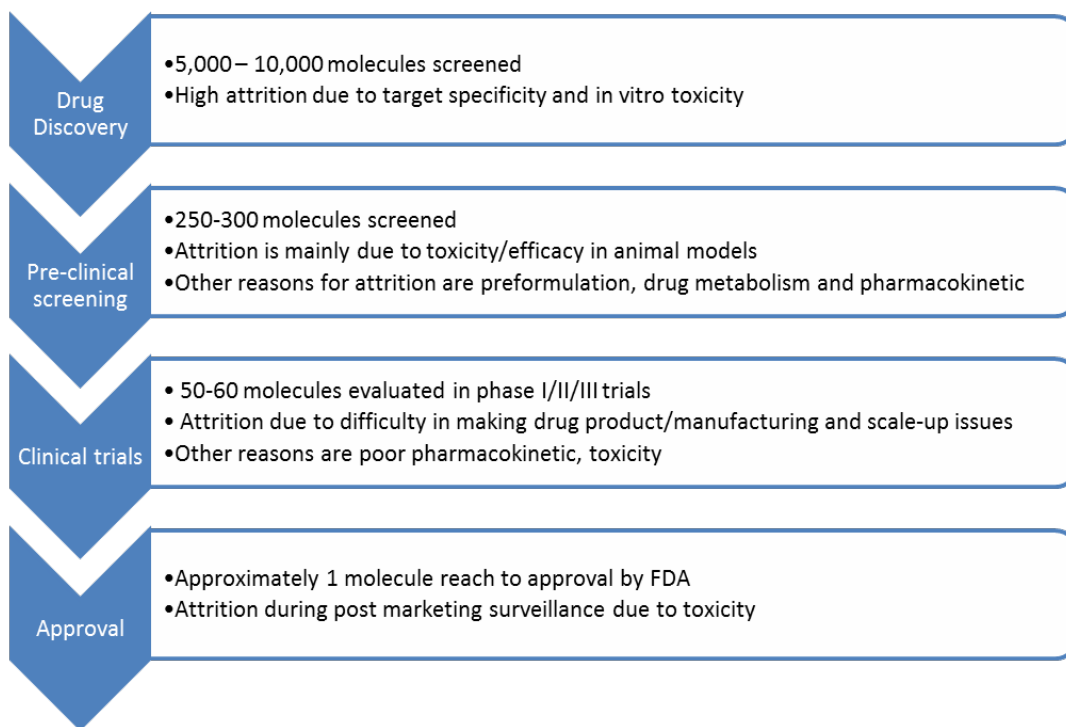 Drug
Discovery
•5,000 – 10,000 molecules screened
•High attrition due to target specificity and in vitro toxicity
Pre-clinical
screening
•250-300 molecules screened
•Attrition is mainly due to toxicity/efficacy in animal models
•Other reasons for attrition are preformulation, drug metabolism and pharmacokinetic
Clinical trials
• 50-60 molecules evaluated in phase I/II/III trials
• Attrition due to difficulty in making drug product/manufacturing and scale-up issues
•Other reasons are poor pharmacokinetic, toxicity
Approval
•Approximately 1 molecule reach to approval by FDA
•Attrition during post marketing surveillance due to toxicity